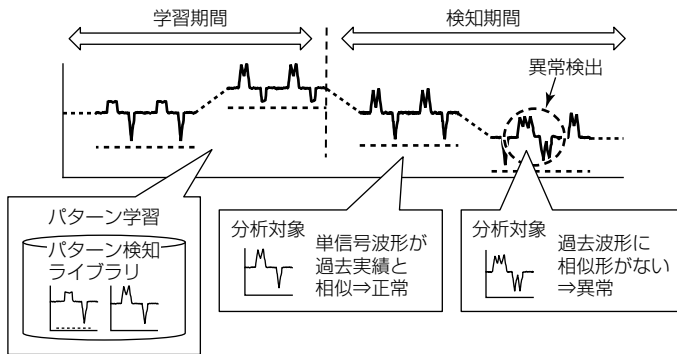 学習期間
検知期間
異常検出
パターン学習
パターン検知
ライブラリ
分析対象
単信号波形が
過去実績と
相似⇒正常
分析対象
過去波形に
相似形がない
⇒異常